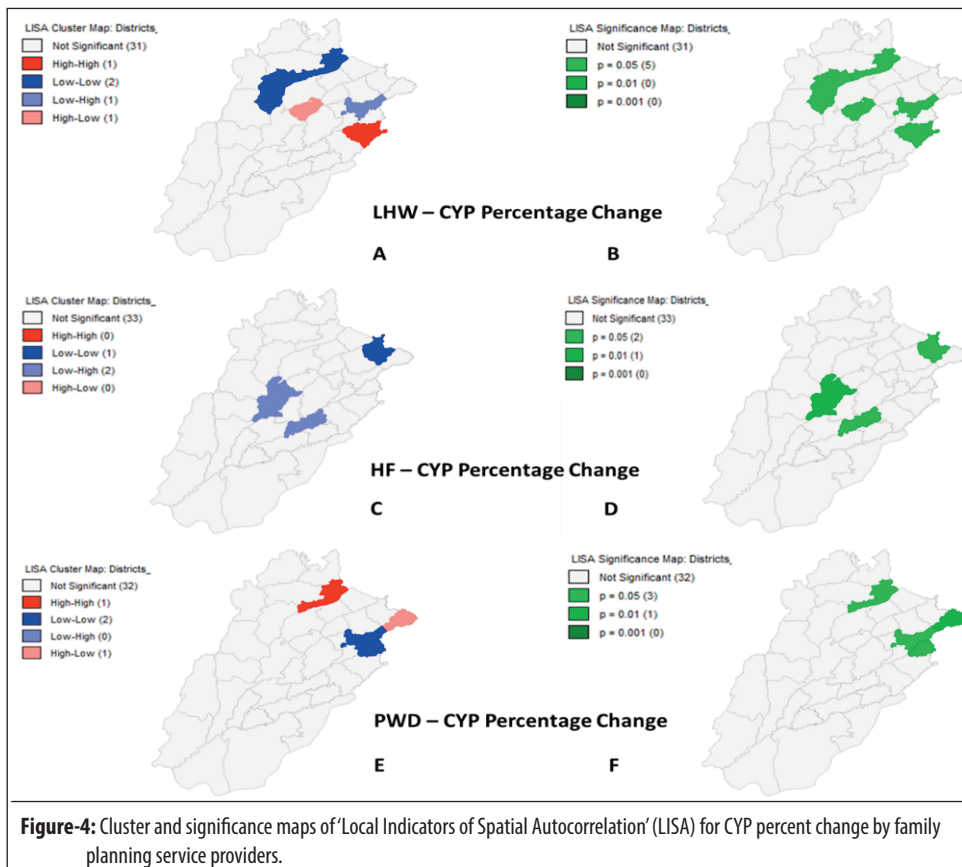 LISA Cluster Map: Districts_
Not Significant (31)
High-High (1)
Low-Low (2)
Low-High (1)
High-Low (1)
LISA Significance Map: Districts_
Not Significant (31)
p = 0.05 (5)
p = 0.01 (0)
p = 0.001 (0)
LHW – CYP Percentage Change
A
B
LISA Cluster Map: Districts_
Not Significant (33)
High-High (0)
Low-Low (1)
Low-High (2)
High-Low (0)
LISA Significance Map: Districts_
Not Significant (33)
p = 0.05 (2)
p = 0.01 (1)
p = 0.001 (0)
HF – CYP Percentage Change
C
D
LISA Cluster Map: Districts_
Not Significant (32)
High-High (1)
Low-Low (2)
Low-High (0)
High-Low (1)
LISA Significance Map: Districts_
Not Significant (32)
p = 0.05 (3)
p = 0.01 (1)
p = 0.001 (0)
PWD – CYP Percentage Change
E
F
Figure-4: Cluster and significance maps of ‘Local Indicators of Spatial Autocorrelation’ (LISA) for CYP percent change by family
planning service providers.